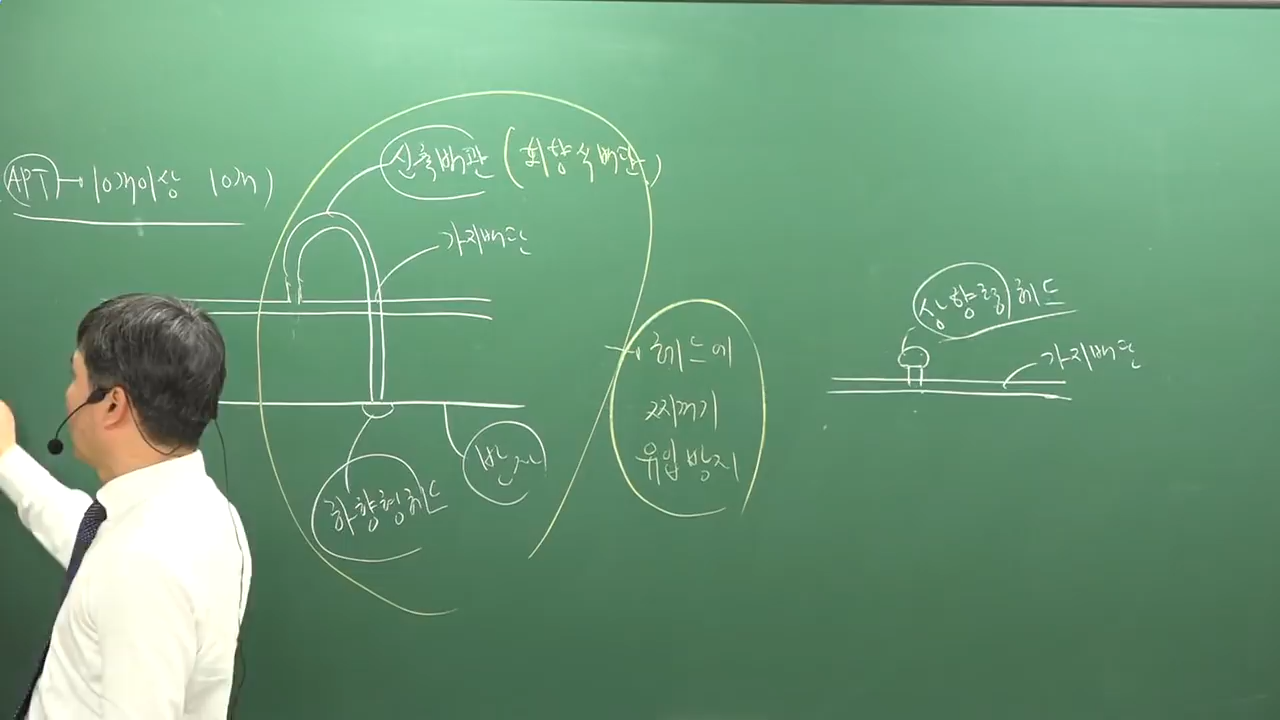 APT → 10개이상 10개)
신축배관 (회향식배관)
가지배관
→ 헤드에
찌꺼기
유입방지
반자
하향형헤드
상향형헤드
가지배관